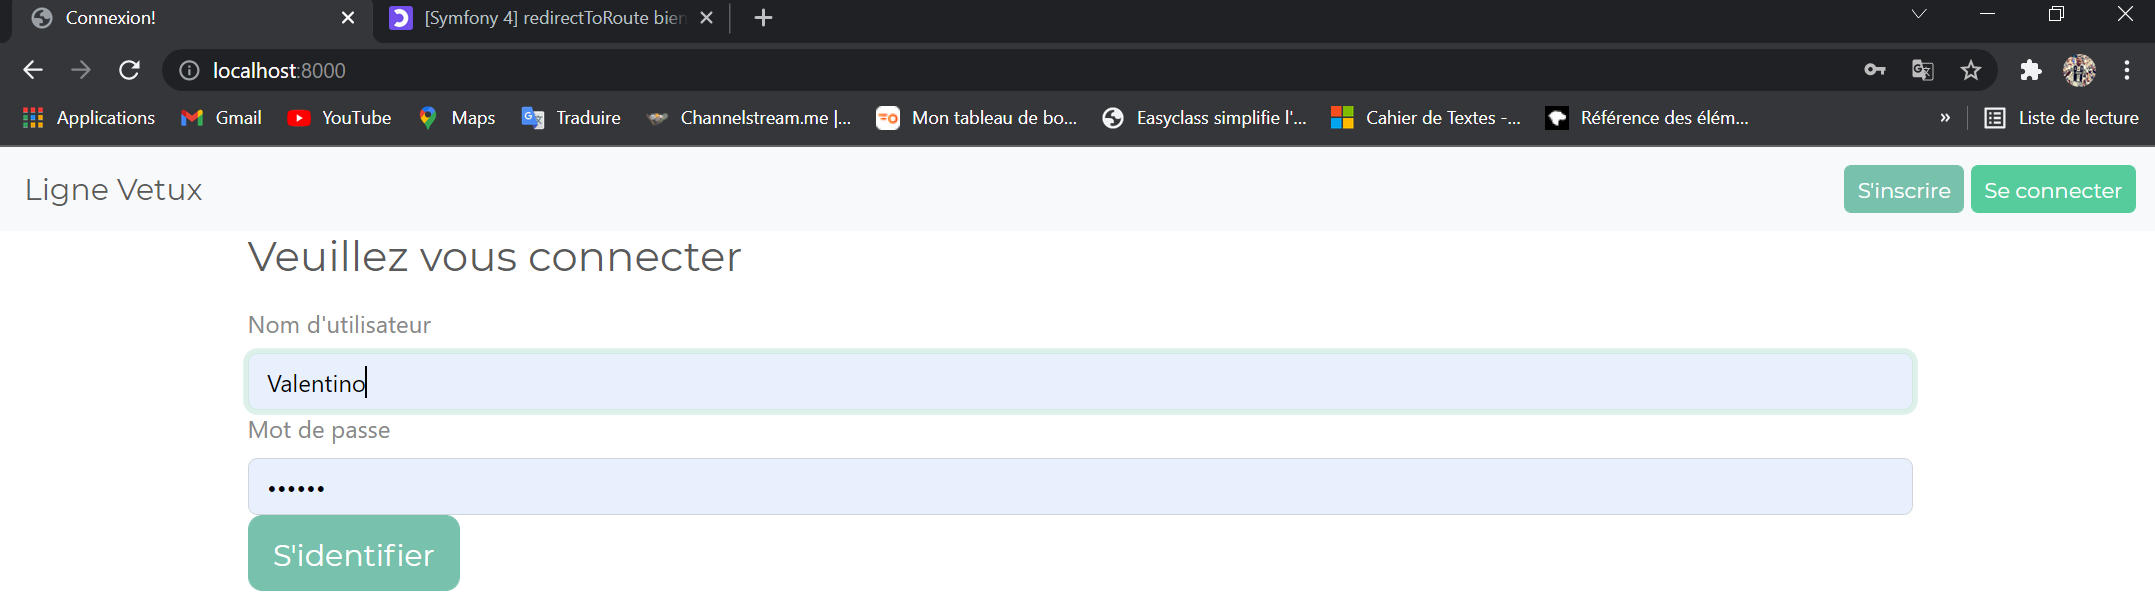 Connexion!
[Symfony 4] redirectToRoute bien
localhost:8000
Applications Gmail YouTube Maps Traduire Channelstream.me |... Mon tableau de bo... Easyclass simplifie l'... Cahier de Textes -... Référence des élém... » Liste de lecture
Ligne Vetux S'inscrire Se connecter
Veuillez vous connecter
Nom d'utilisateur
Valentino
Mot de passe
••••••
S'identifier